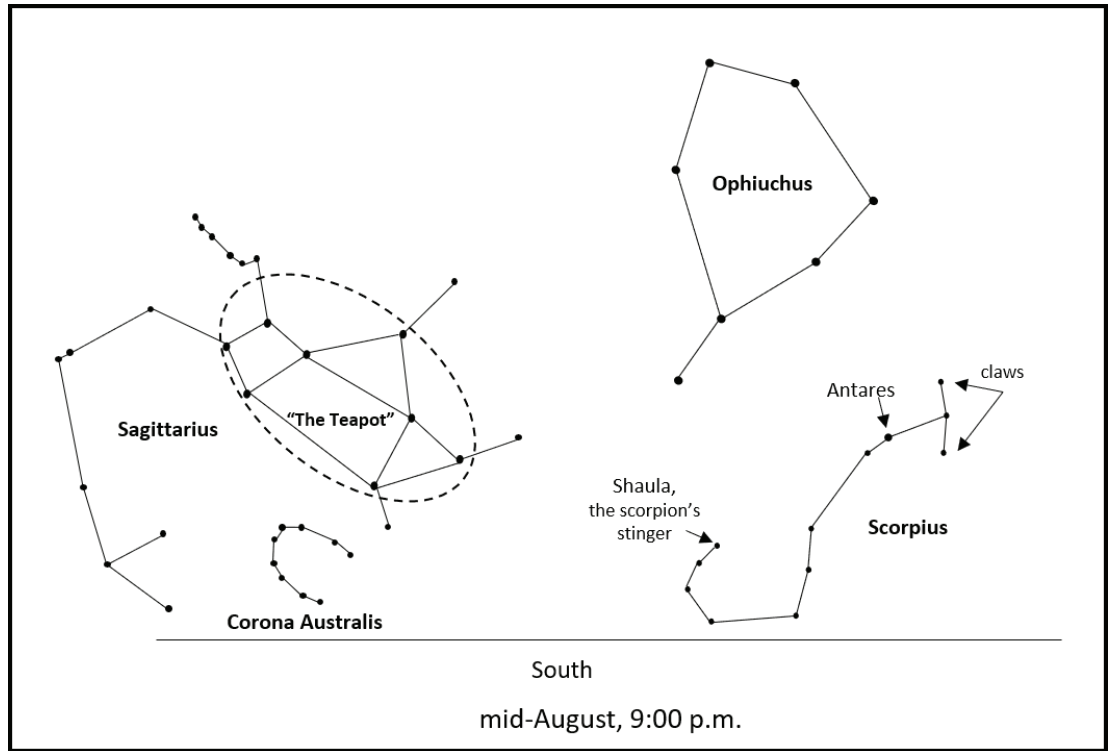 Ophiuchus
claws
Antares
"The Teapot"
Sagittarius
Shaula,
the scorpion's
stinger
Scorpius
Corona Australis
South
mid-August, 9:00 p.m.